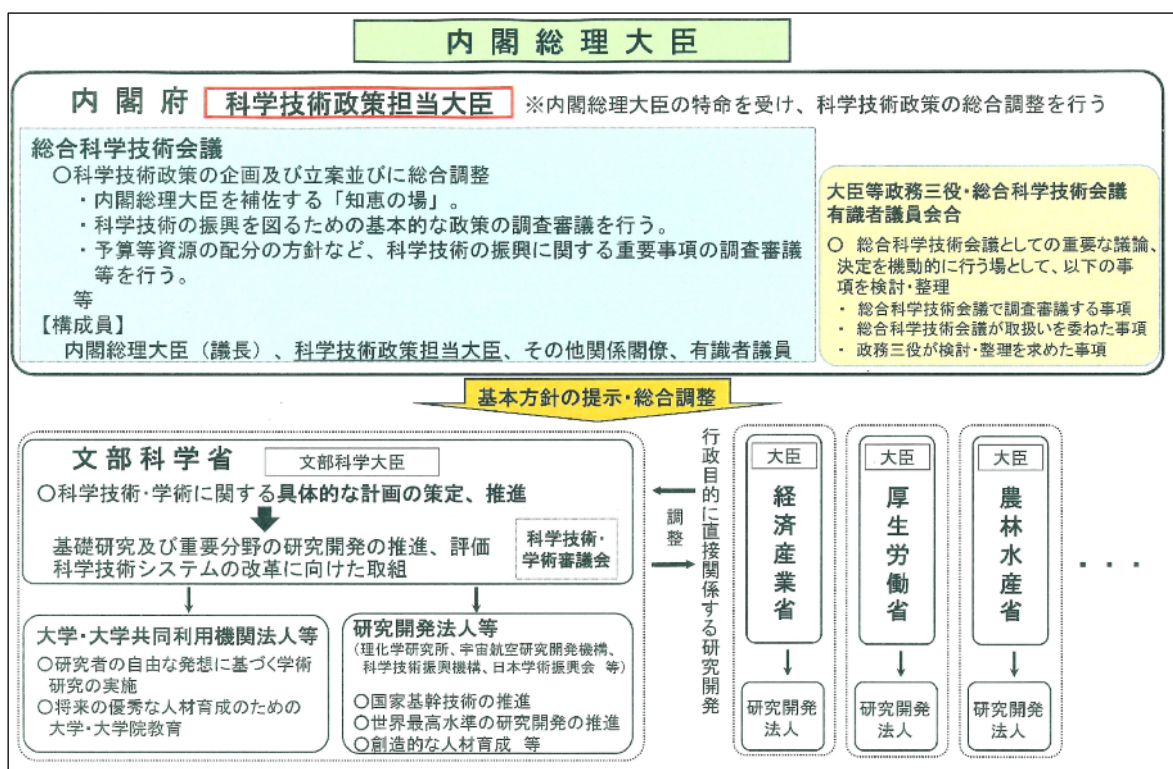 内閣総理大臣
内閣府 科学技術政策担当大臣 ※内閣総理大臣の特命を受け、科学技術政策の総合調整を行う
総合科学技術会議
〇科学技術政策の企画及び立案並びに総合調整
・内閣総理大臣を補佐する「知恵の場」。
・科学技術の振興を図るための基本的な政策の調査審議を行う。
・予算等資源の配分の方針など、科学技術の振興に関する重要事項の調査審議
等を行う。
等
【構成員】
内閣総理大臣（議長）、科学技術政策担当大臣、その他関係閣僚、有識者議員
大臣等政務三役・総合科学技術会議
有識者議員会合
〇 総合科学技術会議としての重要な議論、
決定を機動的に行う場として、以下の事
項を検討・整理
・ 総合科学技術会議で調査審議する事項
・ 総合科学技術会議が取扱いを委ねた事項
・ 政務三役が検討・整理を求めた事項
基本方針の提示・総合調整
文部科学省 文部科学大臣
〇科学技術・学術に関する具体的な計画の策定、推進
基礎研究及び重要分野の研究開発の推進、評価
科学技術システムの改革に向けた取組
科学技術・
学術審議会
大学・大学共同利用機関法人等
〇研究者の自由な発想に基づく学術
研究の実施
〇将来の優秀な人材育成のための
大学・大学院教育
研究開発法人等
(理化学研究所、宇宙航空研究開発機構、
科学技術振興機構、日本学術振興会 等)
〇国家基幹技術の推進
〇世界最高水準の研究開発の推進
〇創造的な人材育成 等
調整
行政目的に直接関係する研究開発
大臣
経済産業省
研究開発
法人
大臣
厚生労働省
研究開発
法人
大臣
農林水産省
研究開発
法人
・・・